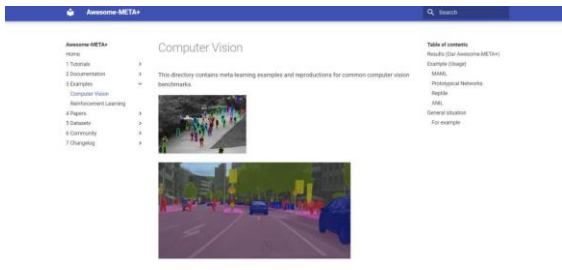 Awesome-META+
Search
Awesome-META+
Home
1 Tutorials
2 Documentation
3 Examples
Computer Vision
Reinforcement Learning
4 Papers
5 Datasets
6 Community
7 Changelog
Computer Vision
This directory contains meta-learning examples and reproductions for common computer vision
benchmarks.
Table of contents
Results (Our Awesome-META+)
Example (Usage)
MAML
Prototypical Networks
Reptile
ANIL
General situation
For example